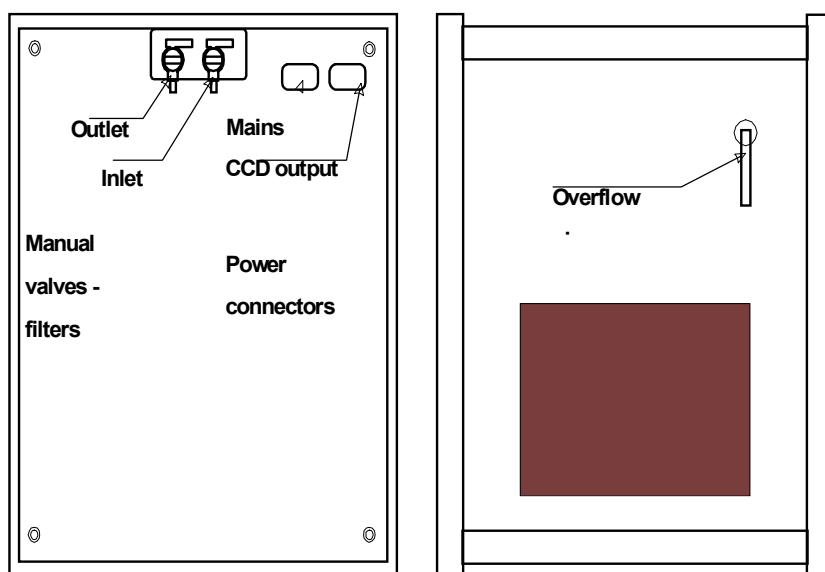 Outlet
Inlet
Mains
CCD output
Manual
valves -
filters
Power
connectors
Overflow
.